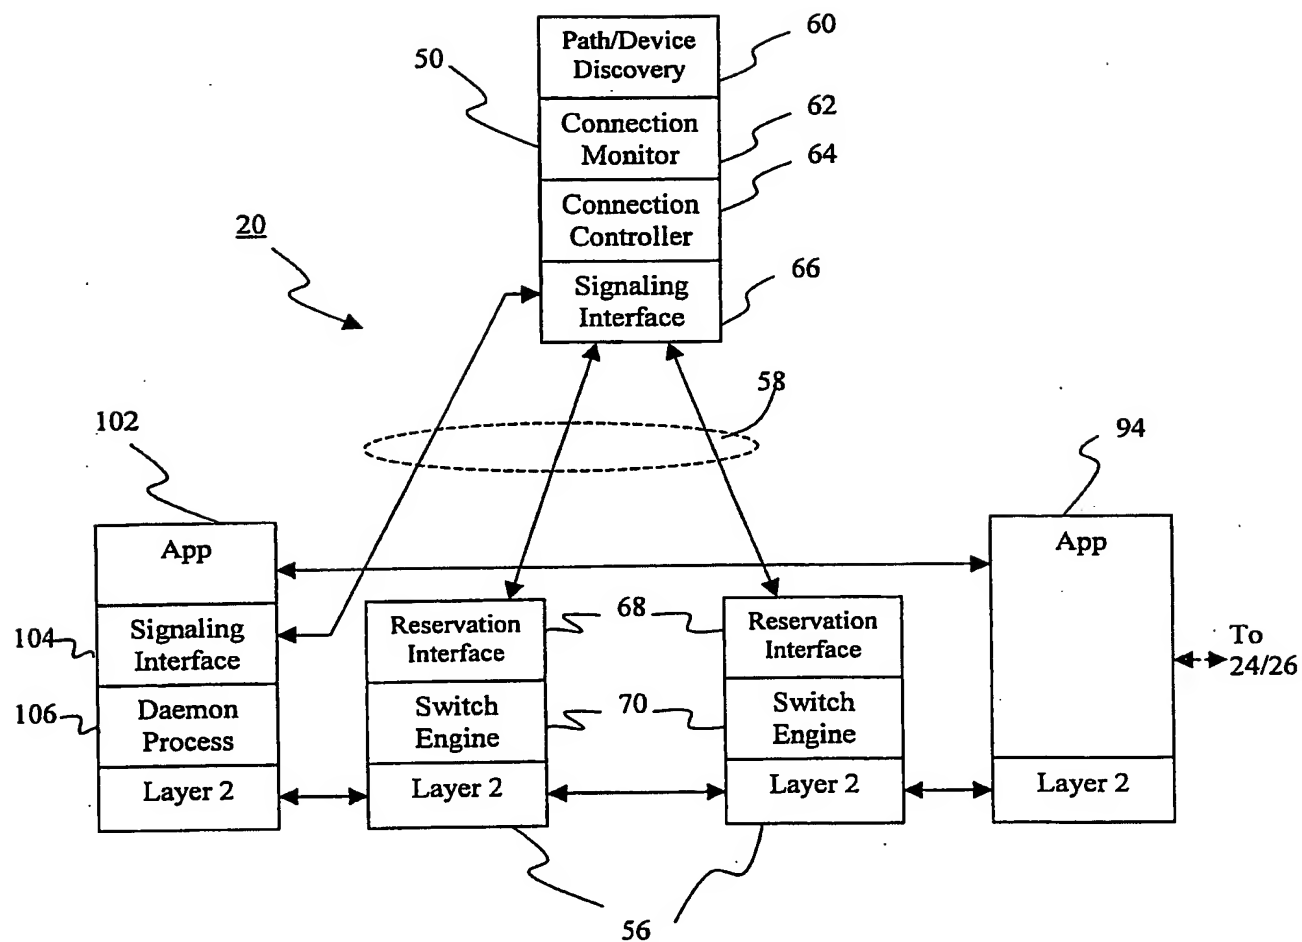 60
Path/Device
Discovery
50
62
Connection
Monitor
64
Connection
Controller
20
66
Signaling
Interface
58
102
94
App
App
68
Reservation
Interface
Reservation
Interface
104
Signaling
Interface
To
24/26
106
Daemon
Process
70
Switch
Engine
Switch
Engine
Layer 2
Layer 2
Layer 2
Layer 2
56